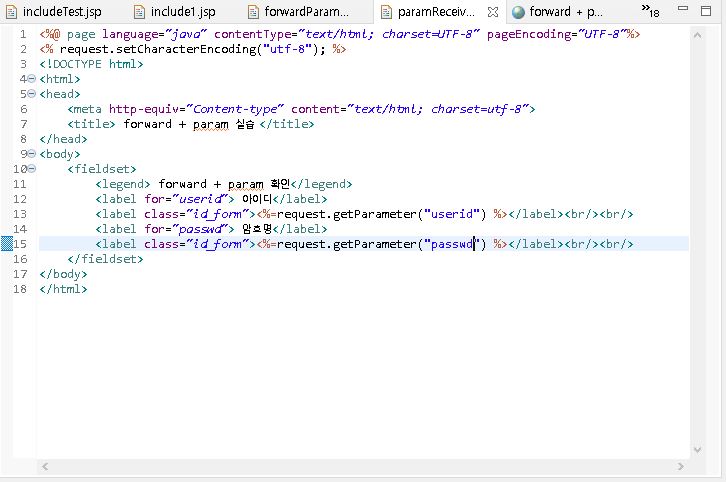 includeTest.jsp include1.jsp forwardParam... paramReceiv... forward + p... »18
1 <%@ page language="java" contentType="text/html; charset=UTF-8" pageEncoding="UTF-8"%>
2 <% request.setCharacterEncoding("utf-8"); %>
3 <!DOCTYPE html>
4 <html>
5 <head>
6 <meta http-equiv="Content-type" content="text/html; charset=utf-8">
7 <title> forward + param 실습 </title>
8 </head>
9 <body>
10 <fieldset>
11 <legend> forward + param 확인</legend>
12 <label for="userid"> 아이디</label>
13 <label class="id_form"><%=request.getParameter("userid") %></label><br/><br/>
14 <label for="passwd"> 암호명</label>
15 <label class="id_form"><%=request.getParameter("passwd") %></label><br/><br/>
16 </fieldset>
17 </body>
18 </html>